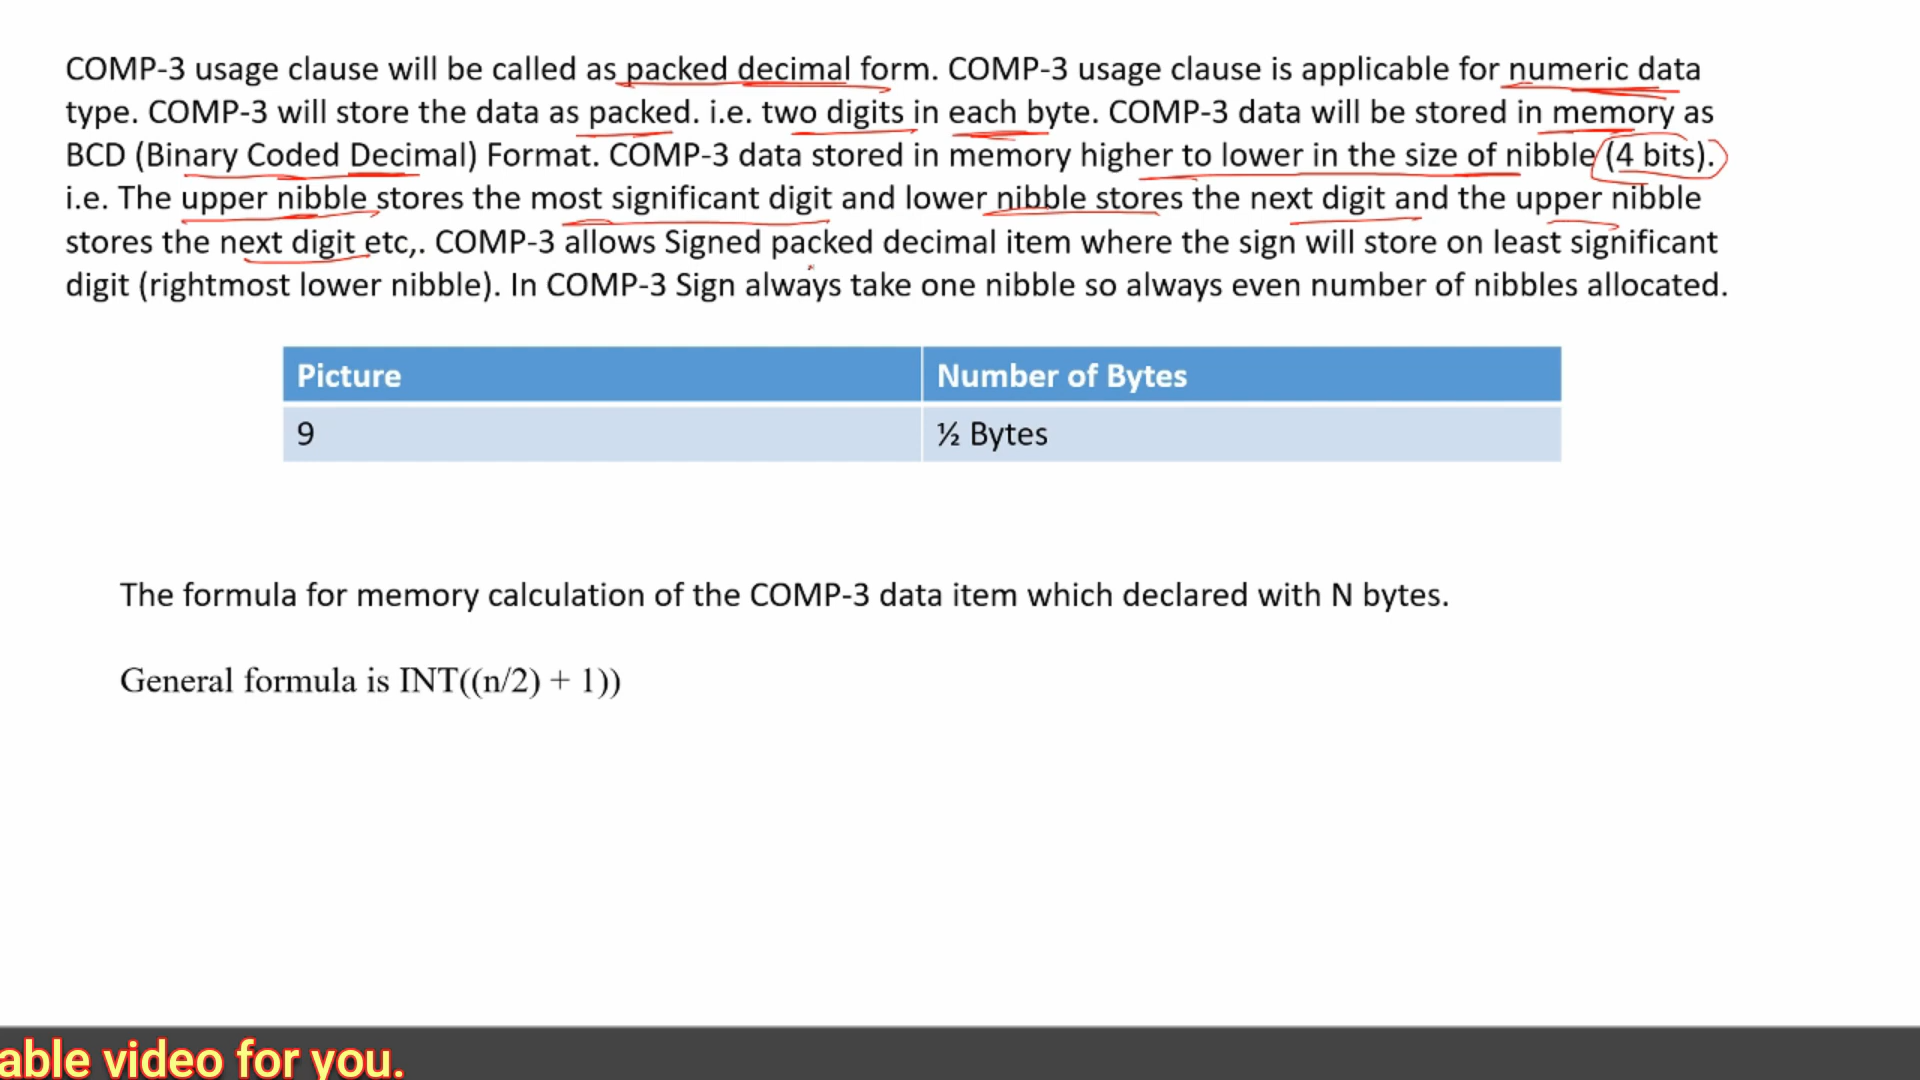 COMP-3 usage clause will be called as packed decimal form. COMP-3 usage clause is applicable for numeric data
type. COMP-3 will store the data as packed. i.e. two digits in each byte. COMP-3 data will be stored in memory as
BCD (Binary Coded Decimal) Format. COMP-3 data stored in memory higher to lower in the size of nibble (4 bits).
i.e. The upper nibble stores the most significant digit and lower nibble stores the next digit and the upper nibble
stores the next digit etc,. COMP-3 allows Signed packed decimal item where the sign will store on least significant
digit (rightmost lower nibble). In COMP-3 Sign always take one nibble so always even number of nibbles allocated.
Picture Number of Bytes
9 ½ Bytes
The formula for memory calculation of the COMP-3 data item which declared with N bytes.
General formula is INT((n/2) + 1))
able video for you.